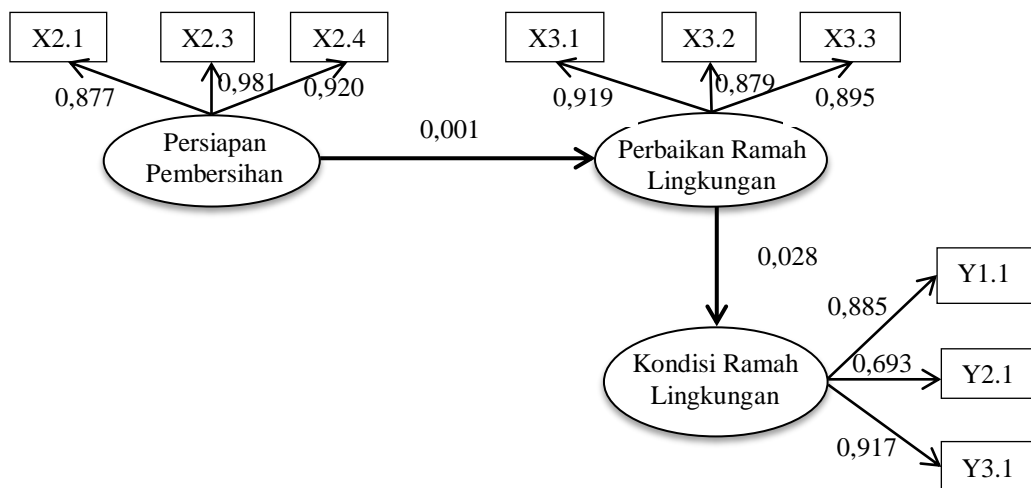 X2.1
X2.3
X2.4
X3.1
X3.2
X3.3
0,877
0,981
0,920
0,919
0,879
0,895
Persiapan
Pembersihan
0,001
Perbaikan Ramah
Lingkungan
0,028
Kondisi Ramah
Lingkungan
0,885
0,693
0,917
Y1.1
Y2.1
Y3.1